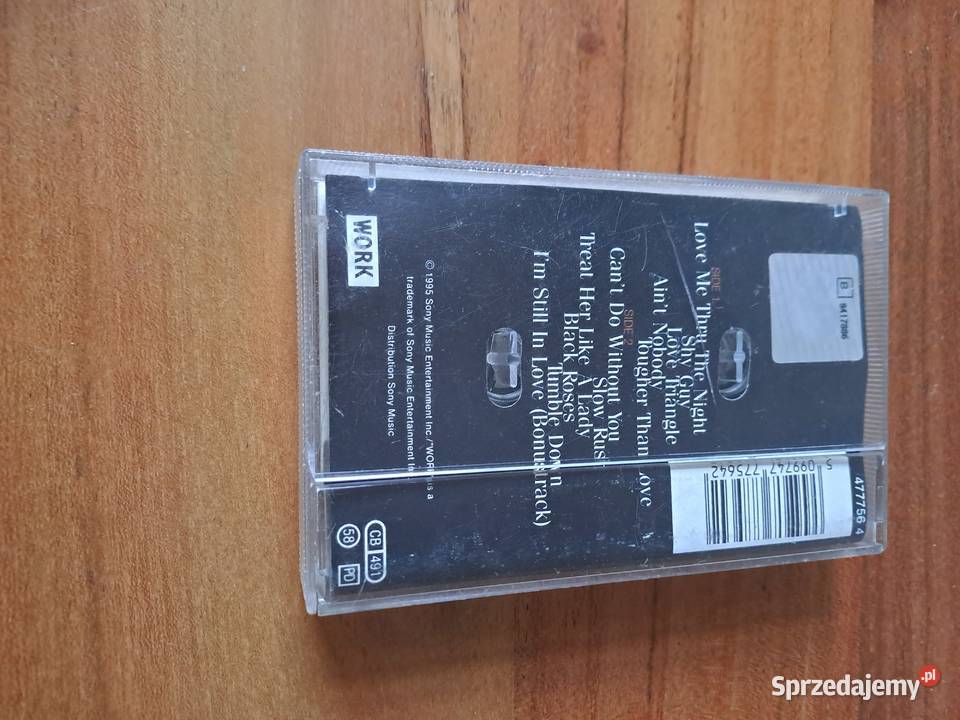 B 8417886
SIDE 1
Love Me Thru The Night
Shy Guy
Love Triangle
Ain't Nobody
Tougher Than Love
SIDE 2
Can't Do Without You
Slow Rush
Treat Her Like A Lady
Black Roses
Tumble Down
I'm Still In Love (Bonustrack)
WORK
© 1995 Sony Music Entertainment Inc./"WORK" is a
trademark of Sony Music Entertainment Inc.
Distribution Sony Music
477756 4
5 099747 775642
CB 491
58 PD
Sprzedajemy.pl